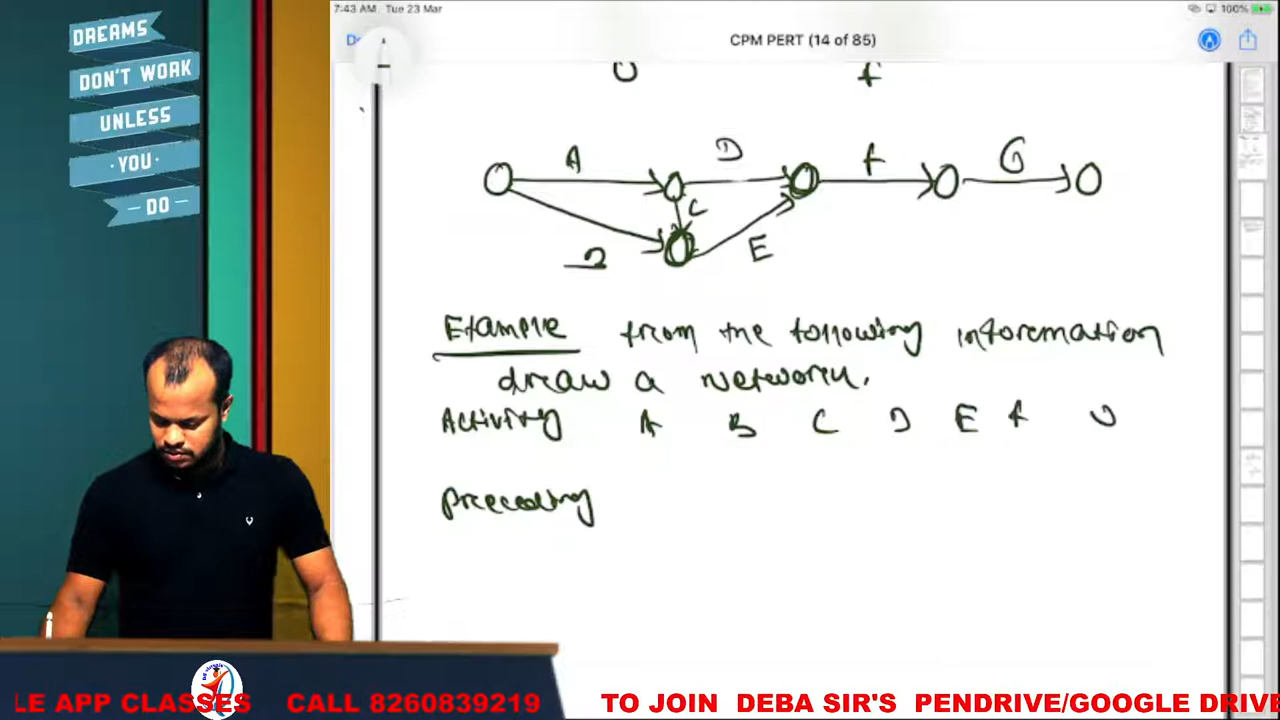 7:43 AM Tue 23 Mar
100%
CPM PERT (14 of 85)
DREAMS
DON'T WORK
UNLESS
YOU
DO
A D F G
C
B E
Example from the following information
draw a network.
Activity A B C D E F G
Preceding
LE APP CLASSES CALL 8260839219 TO JOIN DEBA SIR'S PENDRIVE/GOOGLE DRIVE